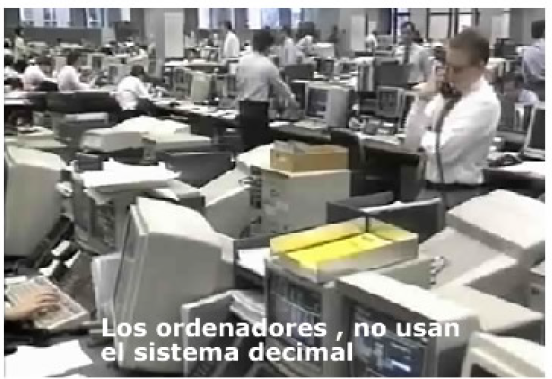 Los ordenadores , no usan
el sistema decimal